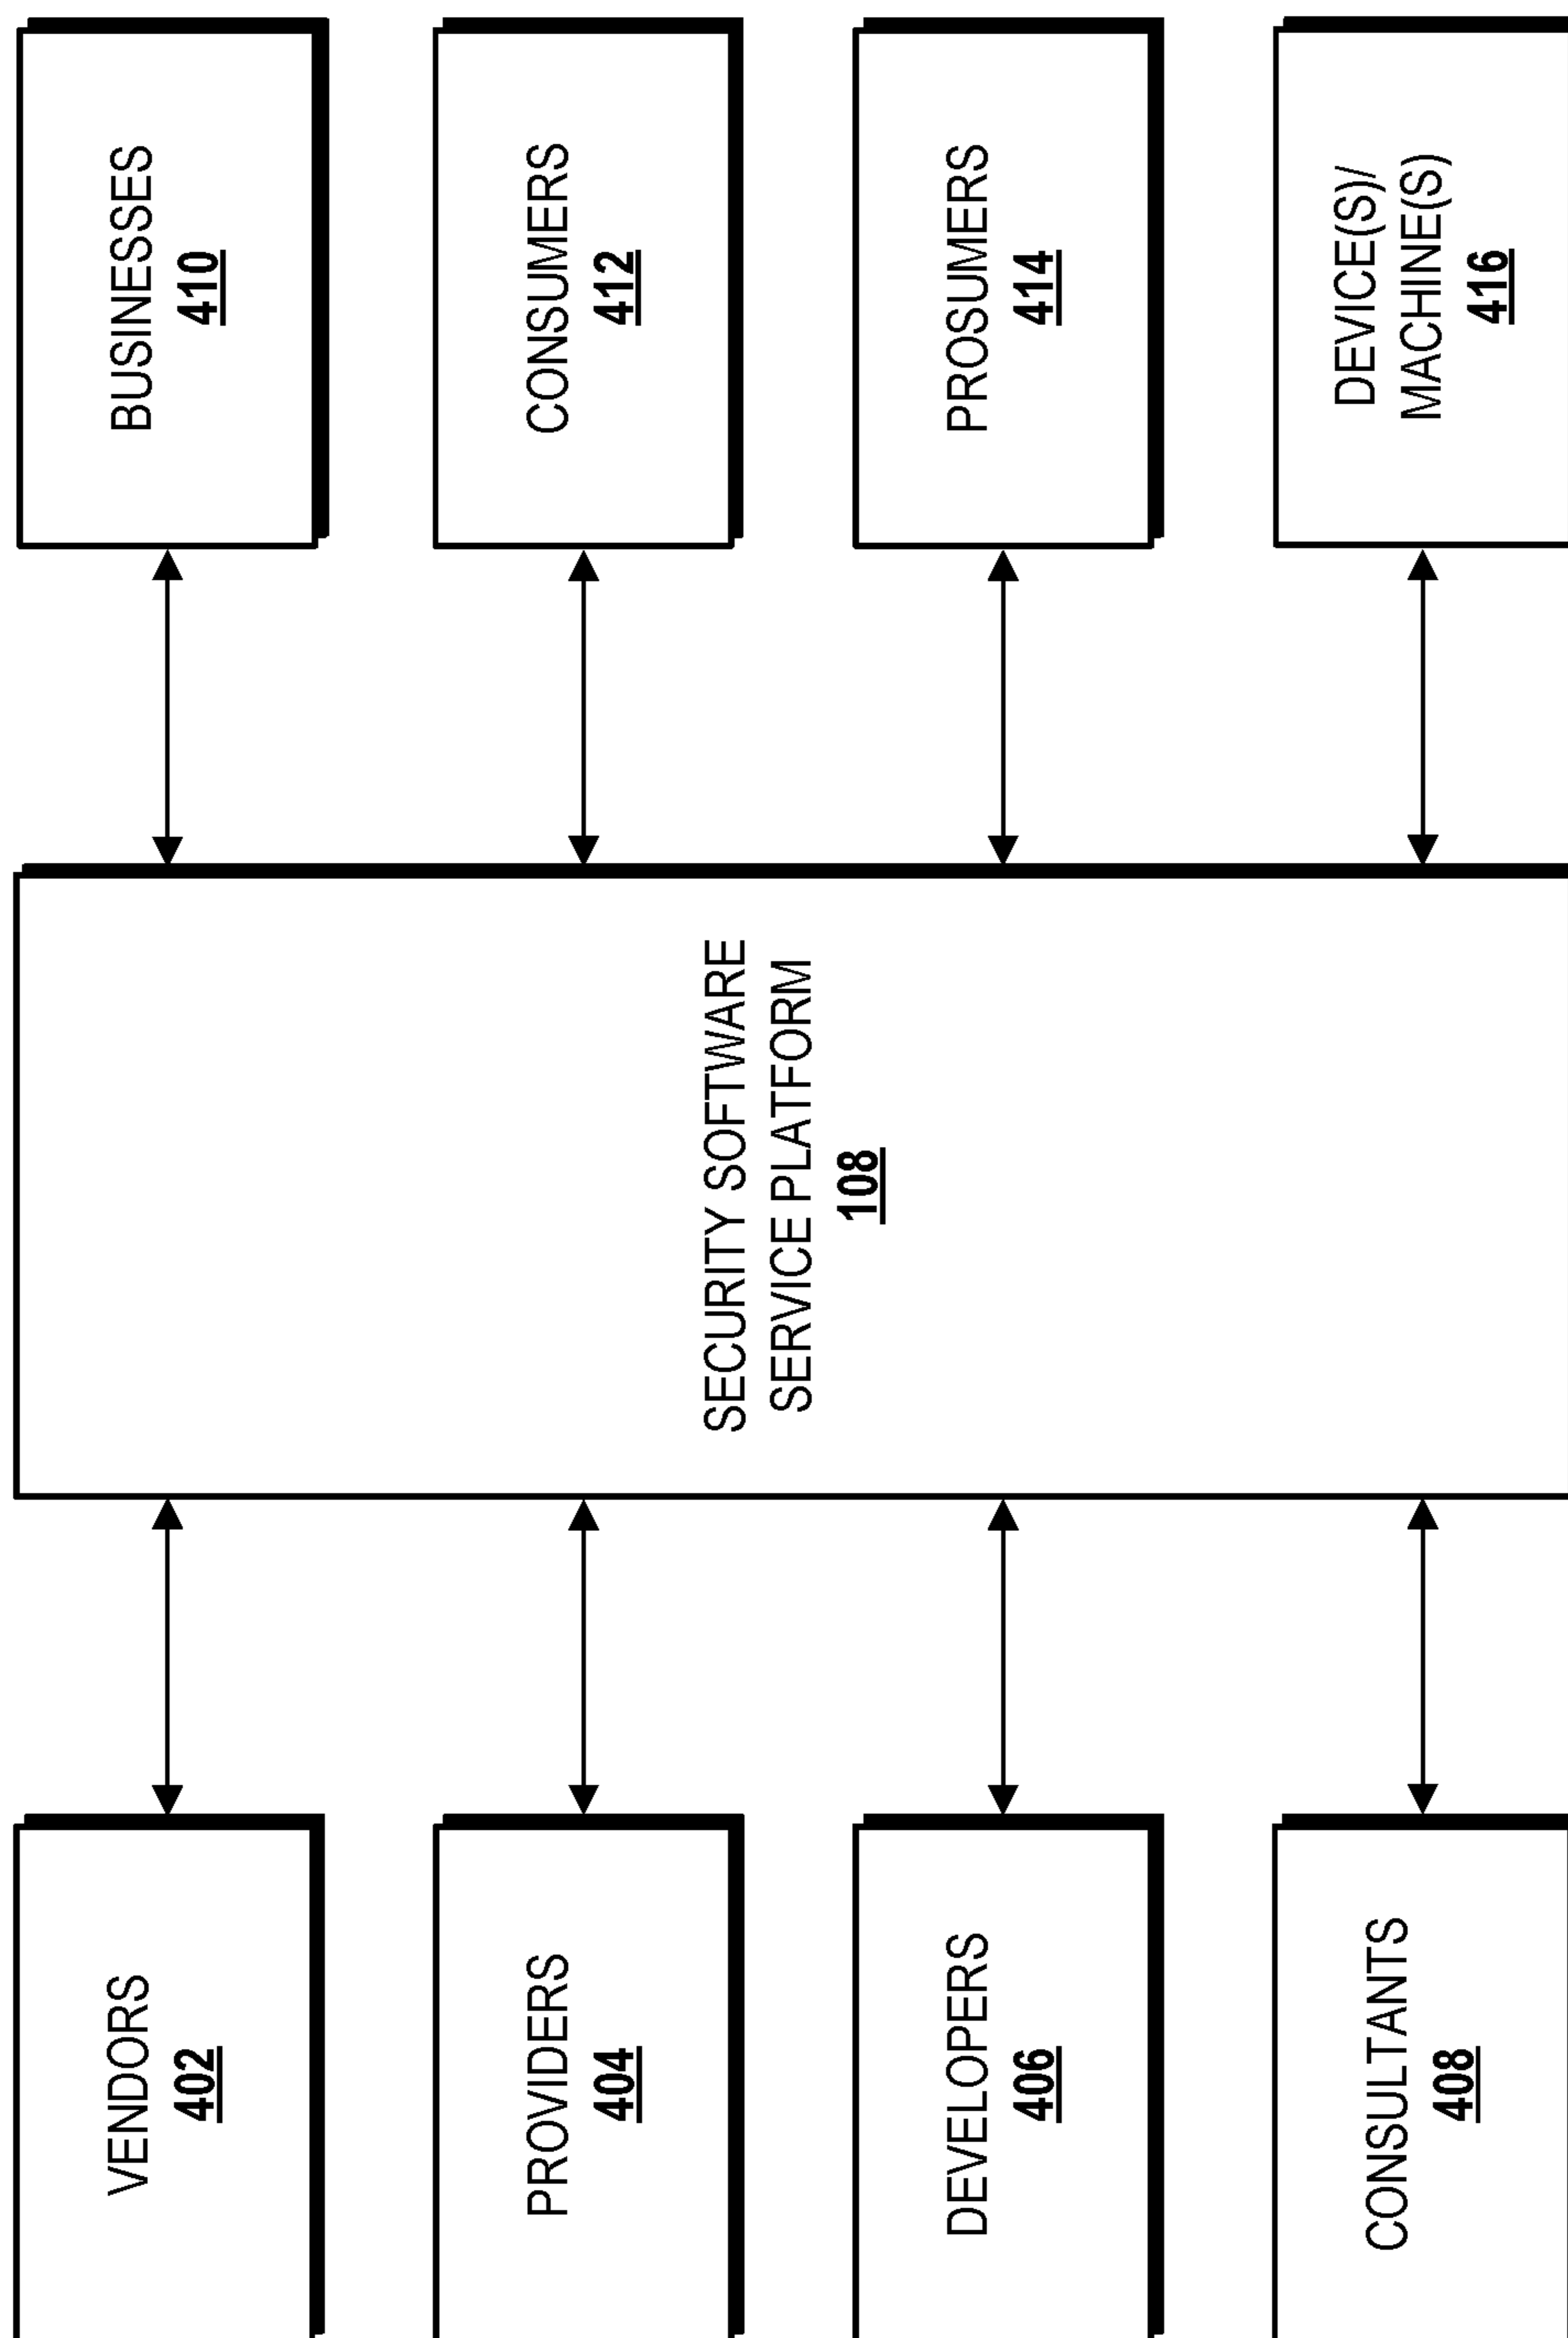 VENDORS
402
PROVIDERS
404
DEVELOPERS
406
CONSULTANTS
408
SECURITY SOFTWARE
SERVICE PLATFORM
108
BUSINESSES
410
CONSUMERS
412
PROSUMERS
414
DEVICE(S)/
MACHINE(S)
416